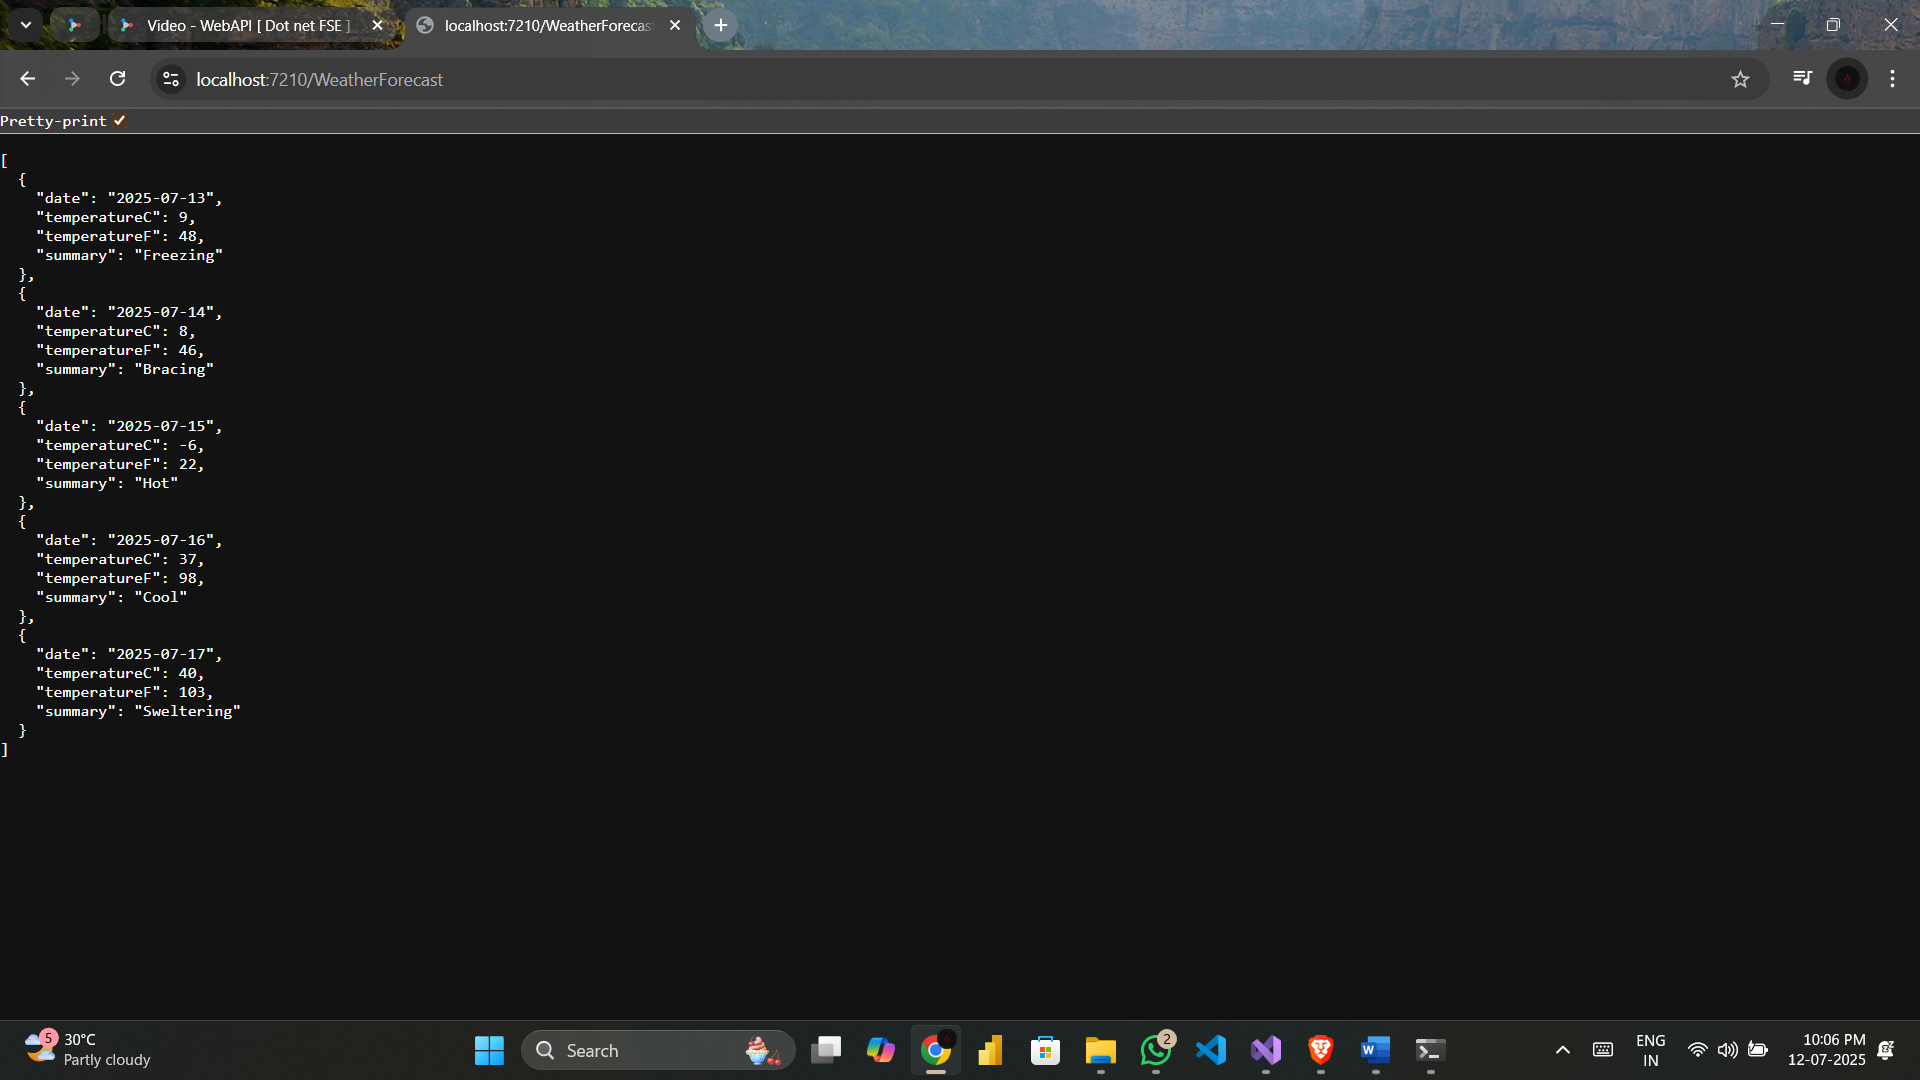 Video - WebAPI [ Dot net FSE ]
localhost:7210/WeatherForecas
localhost:7210/WeatherForecast
Pretty-print
[
  {
    "date": "2025-07-13",
    "temperatureC": 9,
    "temperatureF": 48,
    "summary": "Freezing"
  },
  {
    "date": "2025-07-14",
    "temperatureC": 8,
    "temperatureF": 46,
    "summary": "Bracing"
  },
  {
    "date": "2025-07-15",
    "temperatureC": -6,
    "temperatureF": 22,
    "summary": "Hot"
  },
  {
    "date": "2025-07-16",
    "temperatureC": 37,
    "temperatureF": 98,
    "summary": "Cool"
  },
  {
    "date": "2025-07-17",
    "temperatureC": 40,
    "temperatureF": 103,
    "summary": "Sweltering"
  }
]
5
30°C
Partly cloudy
Search
2
W
ENG
IN
10:06 PM
12-07-2025